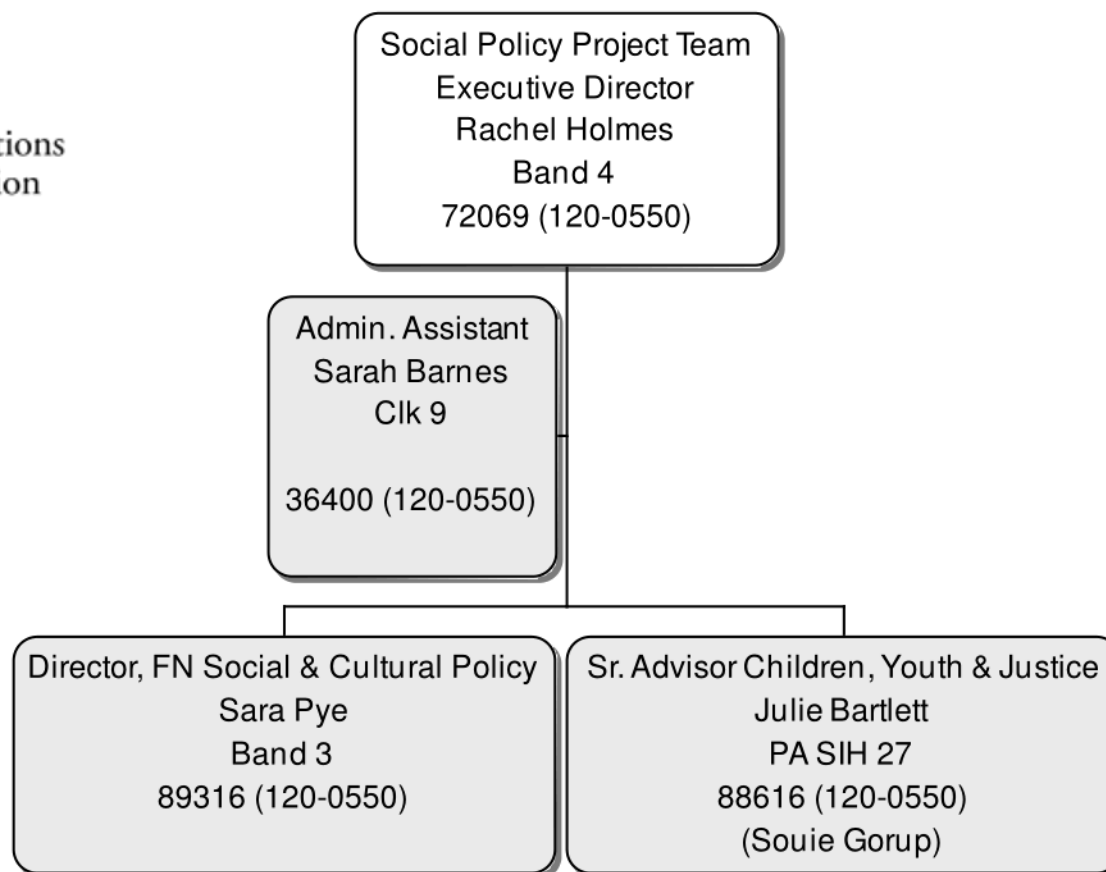 tions
ion
Social Policy Project Team
Executive Director
Rachel Holmes
Band 4
72069 (120-0550)
Admin. Assistant
Sarah Barnes
Clk 9
36400 (120-0550)
Director, FN Social & Cultural Policy
Sara Pye
Band 3
89316 (120-0550)
Sr. Advisor Children, Youth & Justice
Julie Bartlett
PA SIH 27
88616 (120-0550)
(Souie Gorup)